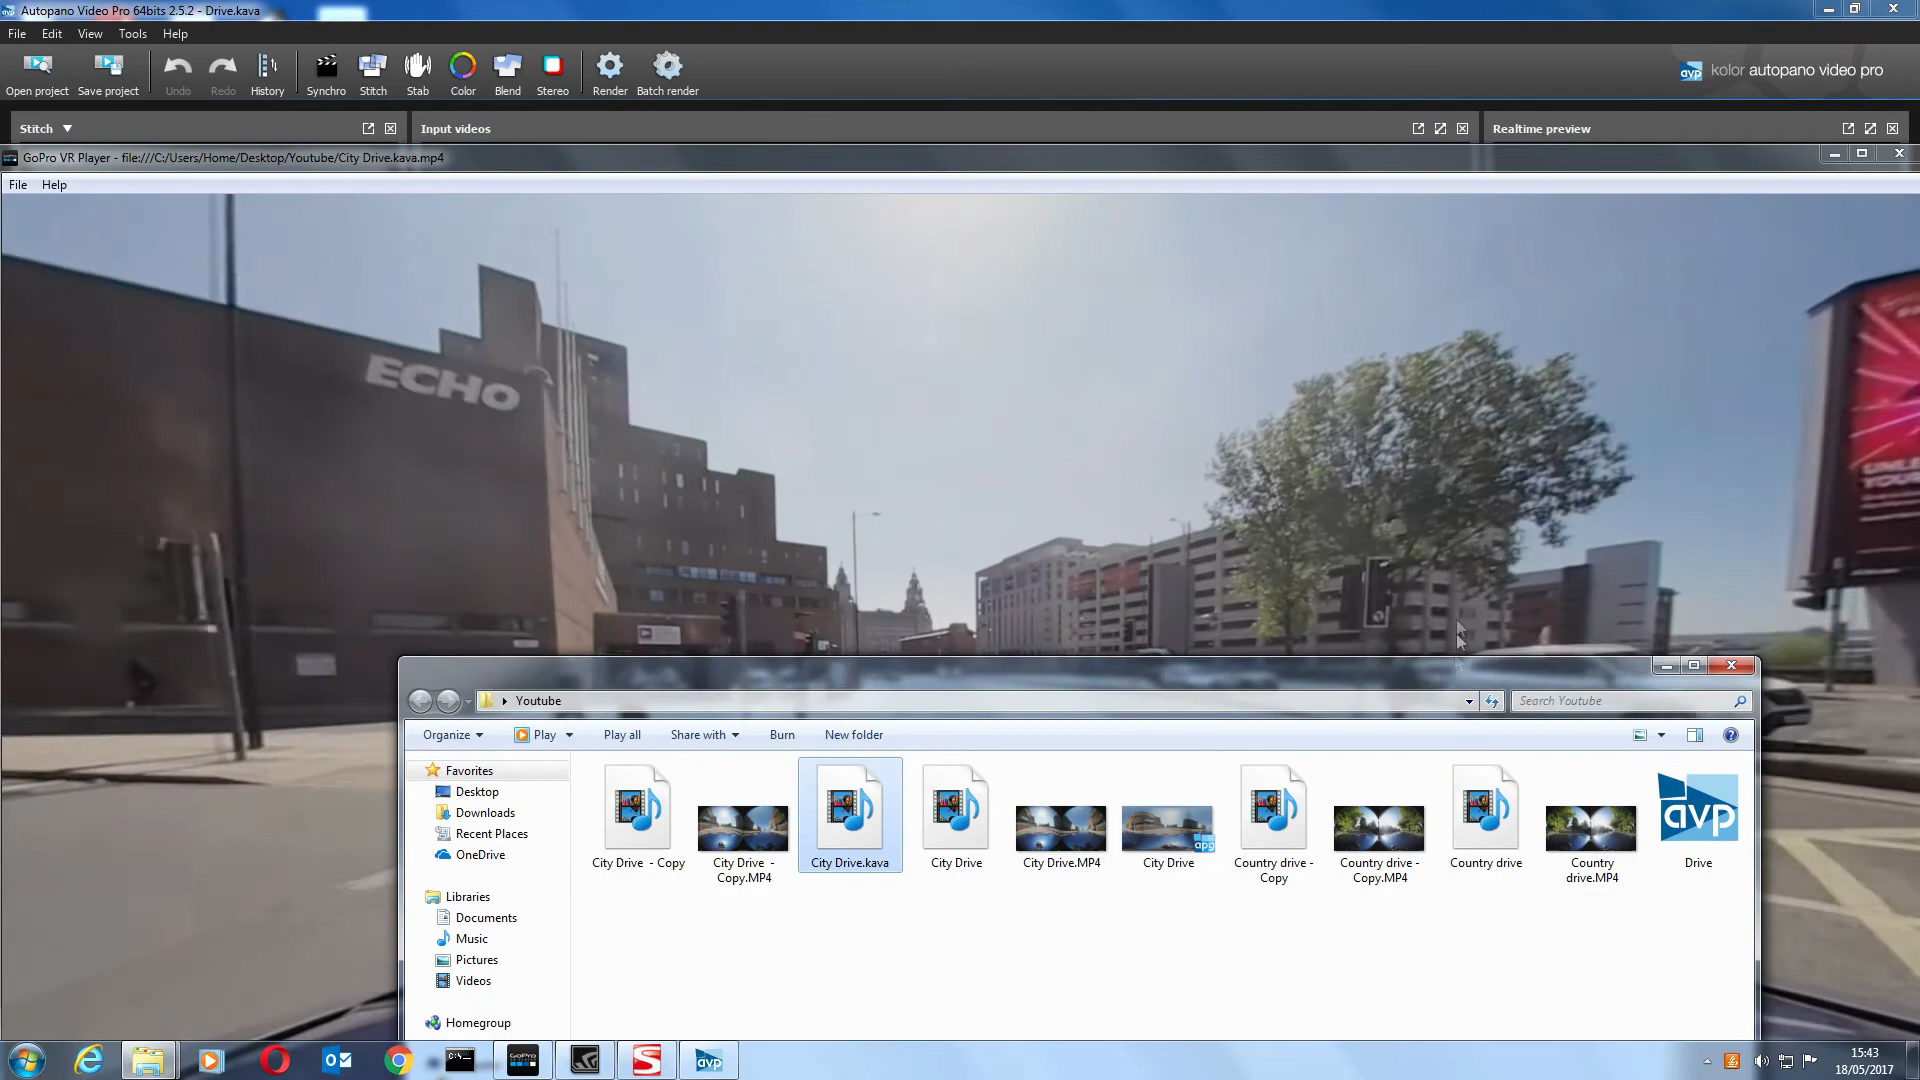 Autopano Video Pro 64bits 2.5.2 - Drive.kava
File Edit View Tools Help
Open project Save project Undo Redo History Synchro Stitch Stab Color Blend Stereo Render Batch render
avp kolor autopano video pro
Stitch Input videos Realtime preview
GoPro VR Player - file:///C:/Users/Home/Desktop/Youtube/City Drive.kava.mp4
File Help
ECHO
Youtube
Search Youtube
Organize Play Play all Share with Burn New folder
Favorites
Desktop
Downloads
Recent Places
OneDrive
Libraries
Documents
Music
Pictures
Videos
Homegroup
City Drive - Copy
City Drive - Copy.MP4
City Drive.kava
City Drive
City Drive.MP4
apg
City Drive
Country drive - Copy
Country drive - Copy.MP4
Country drive
Country drive.MP4
avp
Drive
C:\
GoPro
avp
15:43
18/05/2017